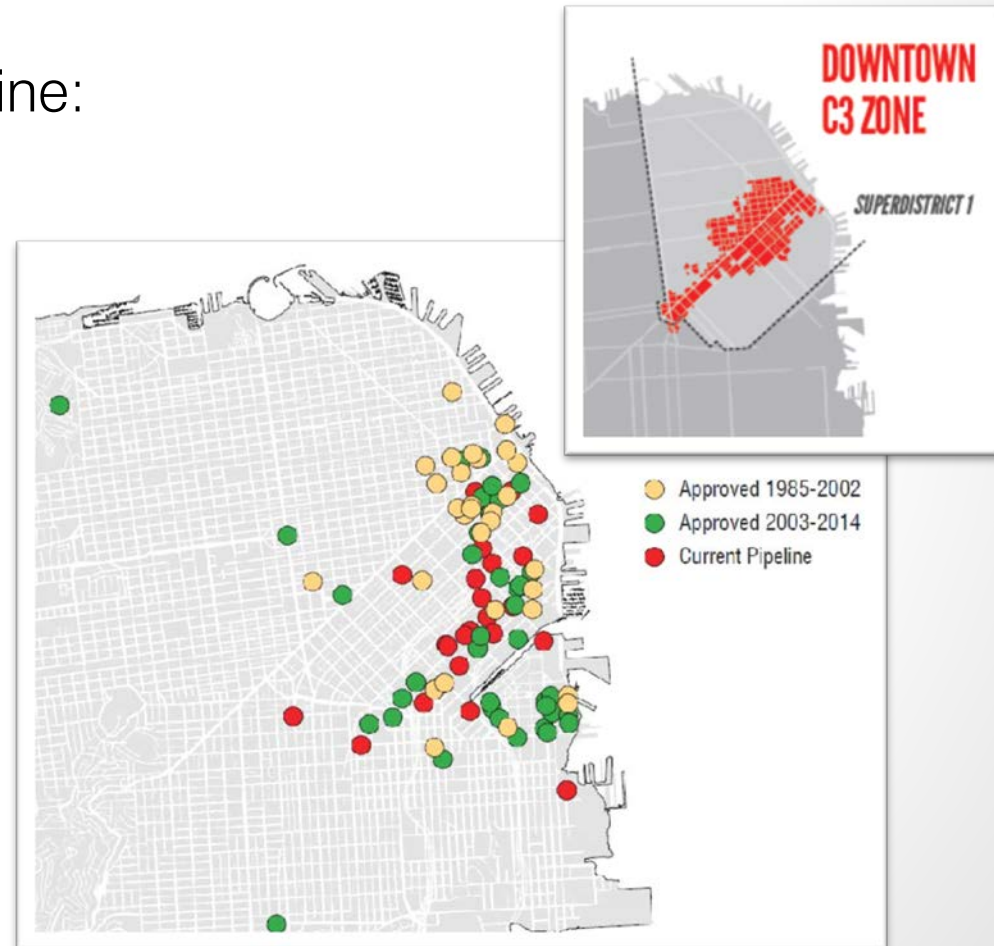 ine:
DOWNTOWN
C3 ZONE
SUPERDISTRICT 1
Approved 1985-2002
Approved 2003-2014
Current Pipeline